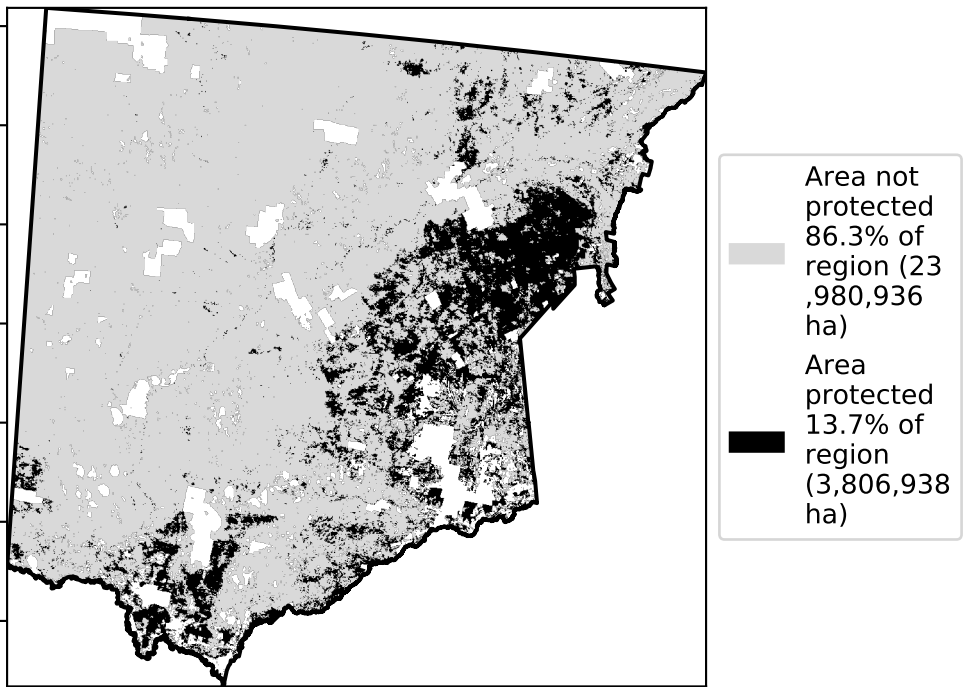 Area not
protected
86.3% of
region (23
,980,936
ha)
Area
protected
13.7% of
region
(3,806,938
ha)